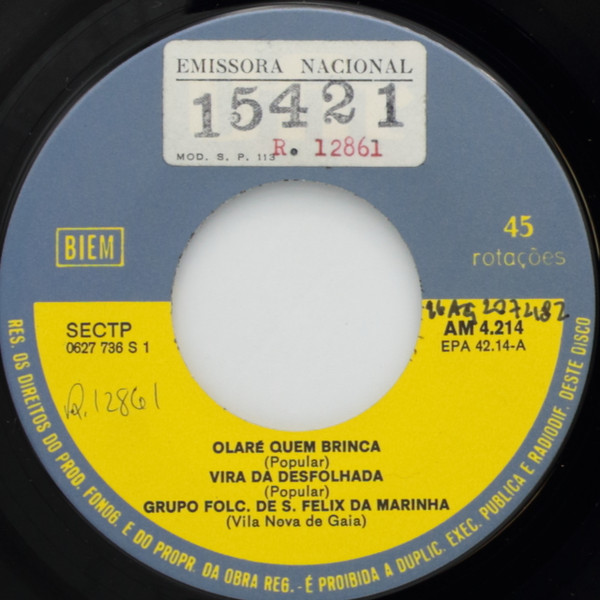 EMISSORA NACIONAL
15421
MOD. S. P. 113 R. 12861
BIEM
45
rotações
SECTP
0627 736 S 1
AM 4.214
EPA 42.14-A
R.12861
OLARÉ QUEM BRINCA
(Popular)
VIRA DA DESFOLHADA
(Popular)
GRUPO FOLC. DE S. FELIX DA MARINHA
(Vila Nova de Gaia)
RES. OS DIREITOS DO PROD. FONOG. E DO PROPR. DA OBRA REG. - É PROIBIDA A DUPLIC. EXEC. PUBLICA E RADIODIF. DESTE DISCO